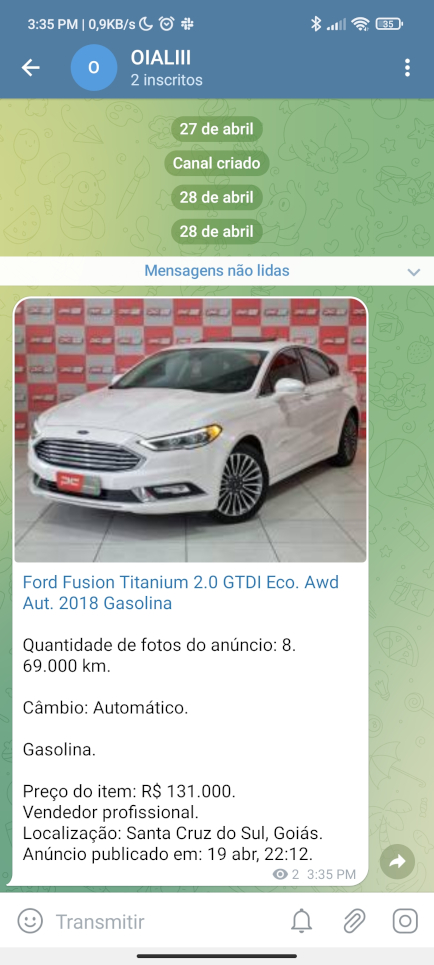 3:35 PM | 0,9KB/s
35
O
OIALIII
2 inscritos
27 de abril
Canal criado
28 de abril
28 de abril
Mensagens não lidas
Ford Fusion Titanium 2.0 GTDI Eco. Awd
Aut. 2018 Gasolina
Quantidade de fotos do anúncio: 8.
69.000 km.
Câmbio: Automático.
Gasolina.
Preço do item: R$ 131.000.
Vendedor profissional.
Localização: Santa Cruz do Sul, Goiás.
Anúncio publicado em: 19 abr, 22:12.
2 3:35 PM
Transmitir